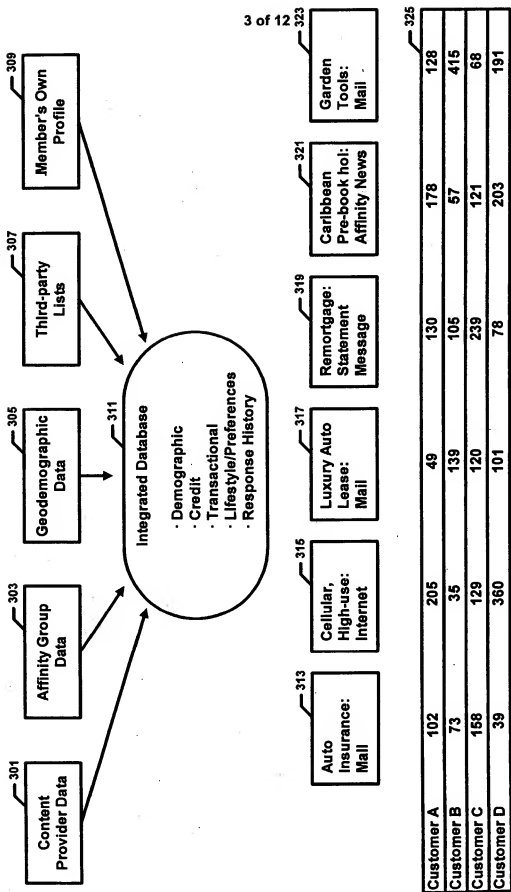 3 of 12
301
Content
Provider Data
303
Affinity Group
Data
305
Geodemographic
Data
307
Third-party
Lists
309
Member's Own
Profile
311
Integrated Database
· Demographic
· Credit
· Transactional
· Lifestyle/Preferences
· Response History
313
Auto
Insurance:
Mail
315
Cellular,
High-use:
Internet
317
Luxury Auto
Lease:
Mail
319
Remortgage:
Statement
Message
321
Caribbean
Pre-book hol:
Affinity News
323
Garden
Tools:
Mail
325
Customer A 102 205 49 130 178 128
Customer B 73 35 139 105 57 415
Customer C 158 129 120 239 121 68
Customer D 39 360 101 78 203 191